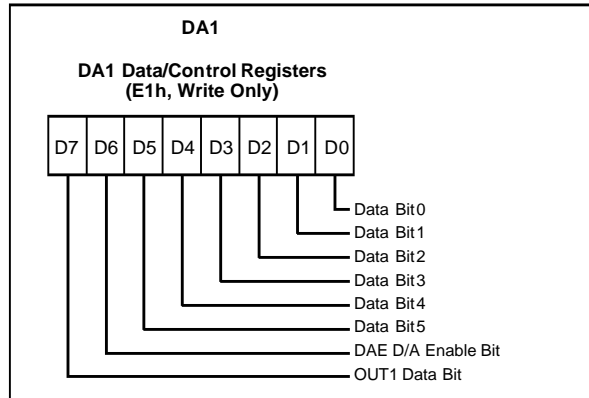 DA1
DA1 Data/Control Registers
(E1h, Write Only)
D7 D6 D5 D4 D3 D2 D1 D0
Data Bit0
Data Bit1
Data Bit2
Data Bit3
Data Bit4
Data Bit5
DAE D/A Enable Bit
OUT1 Data Bit